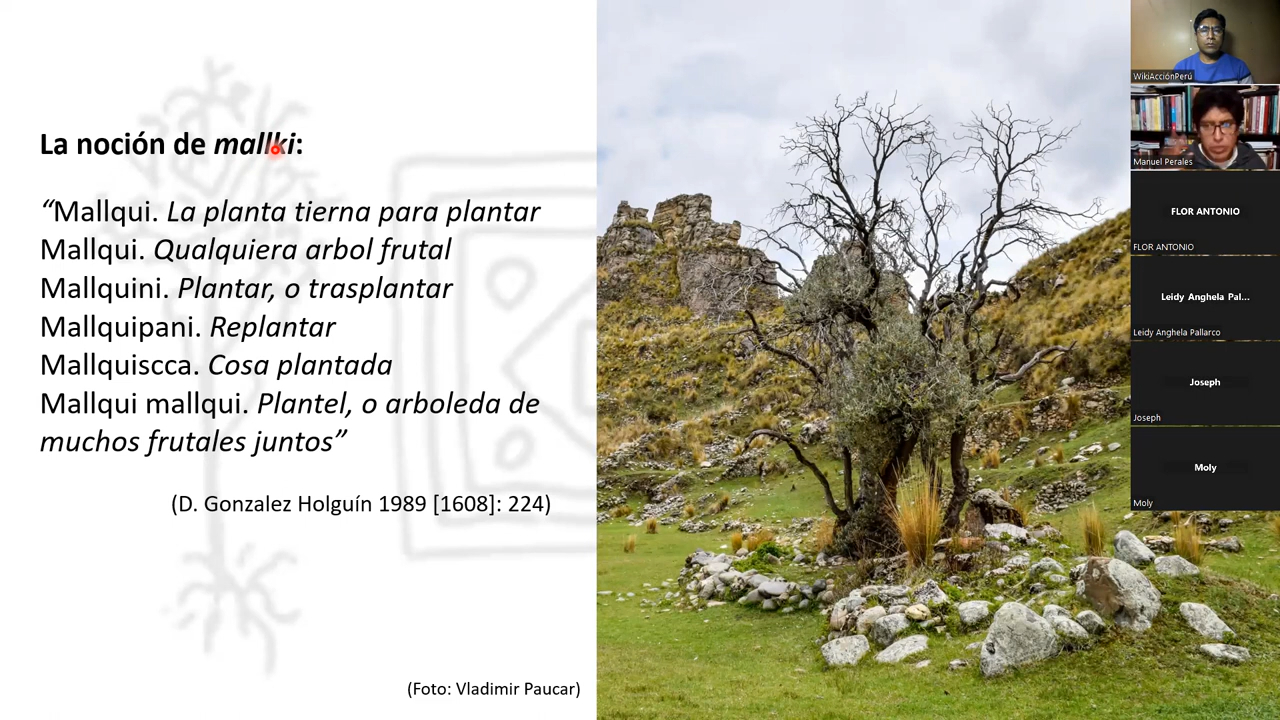 La noción de mallki:
“Mallqui. La planta tierna para plantar
Mallqui. Qualquiera arbol frutal
Mallquini. Plantar, o trasplantar
Mallquipani. Replantar
Mallquiscca. Cosa plantada
Mallqui mallqui. Plantel, o arboleda de
muchos frutales juntos”
(D. Gonzalez Holguín 1989 [1608]: 224)
(Foto: Vladimir Paucar)
WikiAcciónPerú
Manuel Perales
FLOR ANTONIO
FLOR ANTONIO
Leidy Anghela Pal...
Leidy Anghela Pallarco
Joseph
Joseph
Moly
Moly